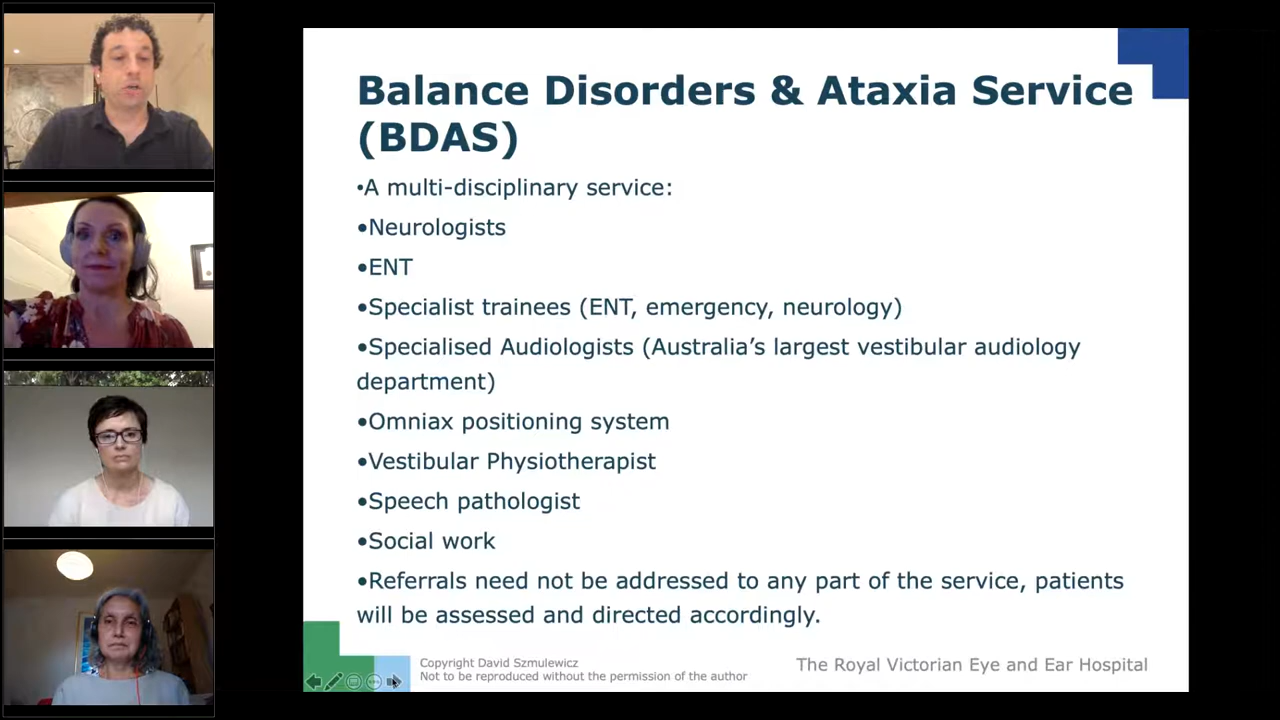 Balance Disorders & Ataxia Service
(BDAS)
•A multi-disciplinary service:
•Neurologists
•ENT
•Specialist trainees (ENT, emergency, neurology)
•Specialised Audiologists (Australia’s largest vestibular audiology
department)
•Omniax positioning system
•Vestibular Physiotherapist
•Speech pathologist
•Social work
•Referrals need not be addressed to any part of the service, patients
will be assessed and directed accordingly.
Copyright David Szmulewicz
Not to be reproduced without the permission of the author
The Royal Victorian Eye and Ear Hospital